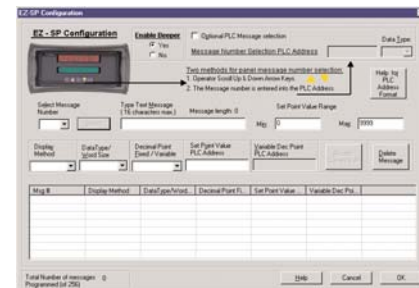 EZ-SP Configuration
EZ - SP Configuration
Enable Beeper
Yes
No
Optional PLC Message selection
Message Number Selection PLC Address
Data Type:
Two methods for panel message number selection.
1. Operator Scroll Up & Down Arrow Keys.
2. The Message number is entered into the PLC Address
Help for PLC Address Format
Select Message Number
Type Text Message (16 characters max.)
Message length: 0
Set Point Value Range
Min. 0
Max. 9999
Display Method
DataType/ Word Size
Decimal Point Fixed / Variable
Set Point Value PLC Address
Variable Dec Point PLC Address
Delete Message
Msg #
Display Method
DataType/Word...
Decimal Point Fi...
Set Point Value ...
Variable Dec Poi...
Total Number of messages Programmed (of 256) 0
Help
Cancel
OK